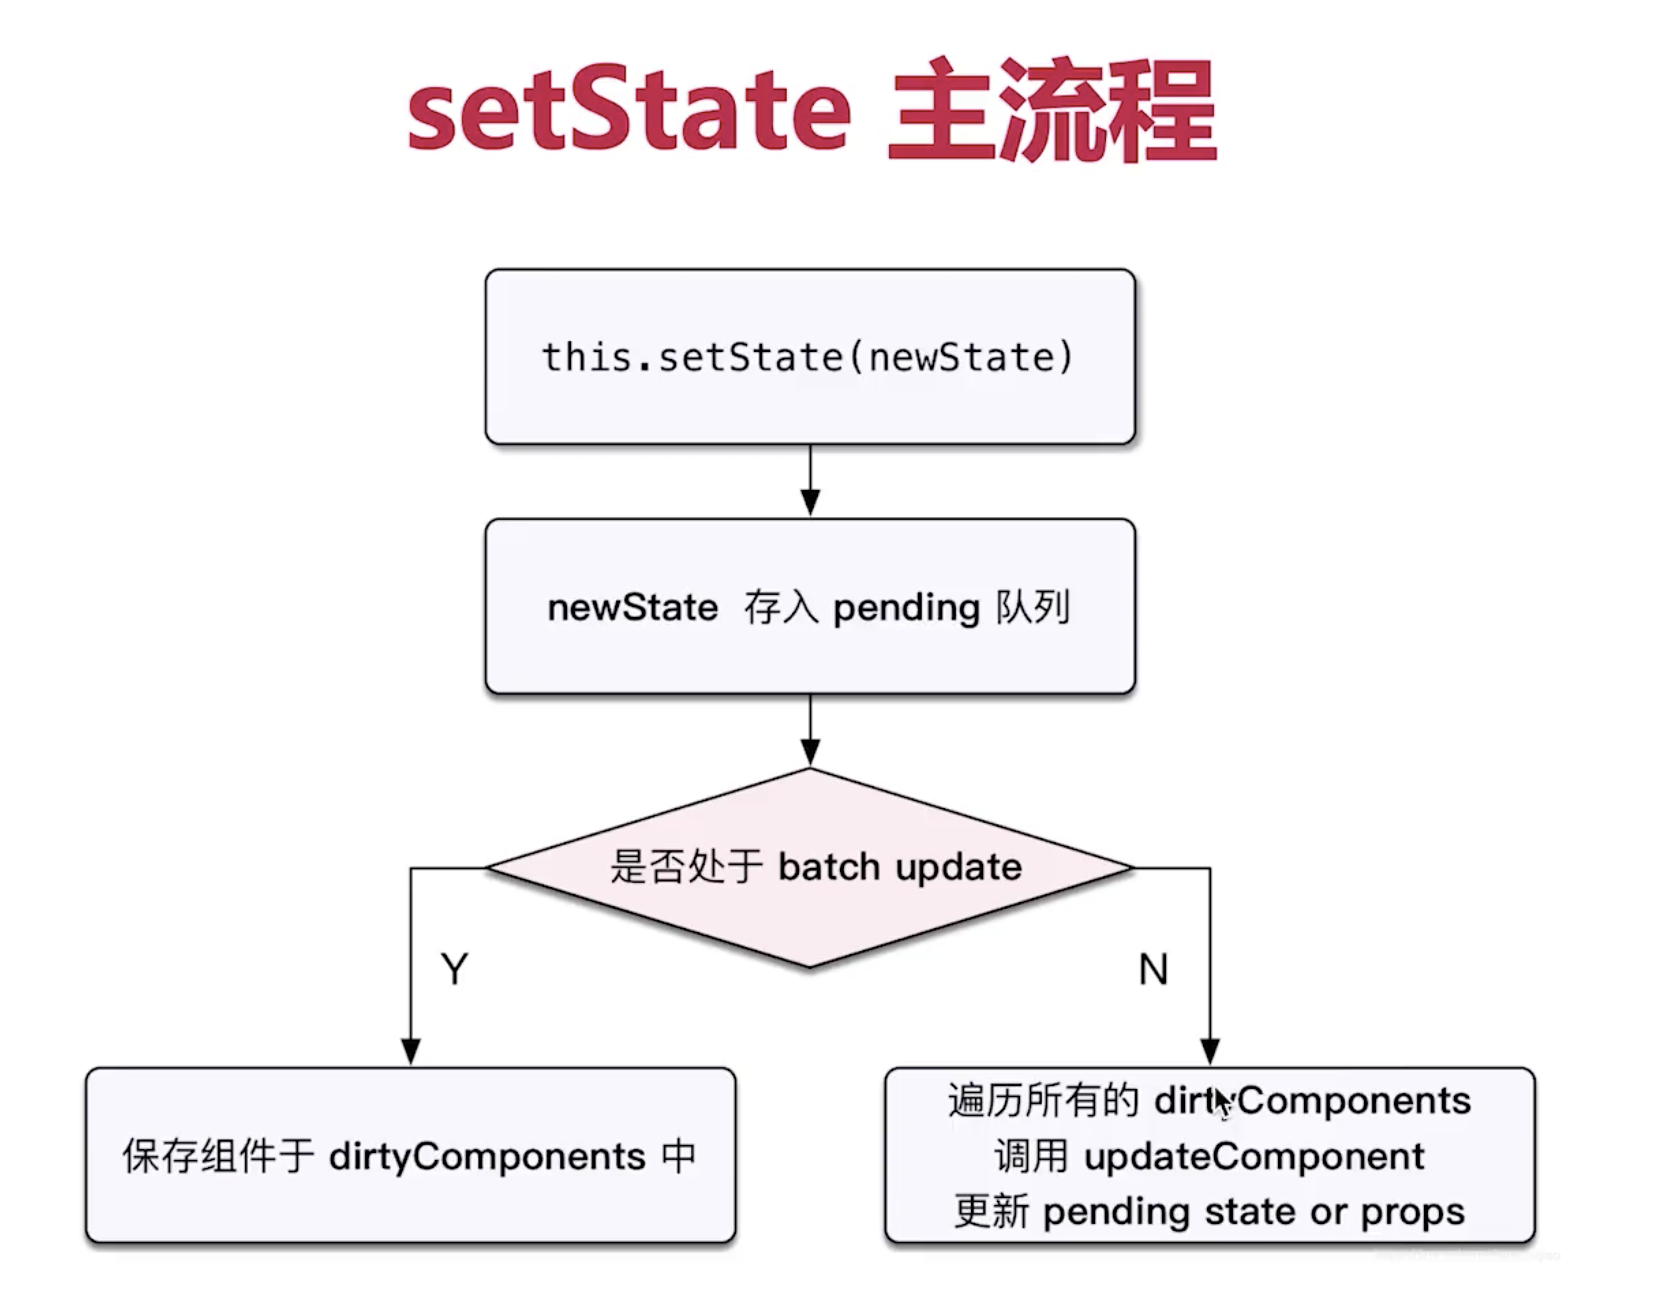 setState 主流程
this.setState(newState)
newState 存入 pending 队列
是否处于 batch update
Y
N
保存组件于 dirtyComponents 中
遍历所有的 dirtyComponents
调用 updateComponent
更新 pending state or props